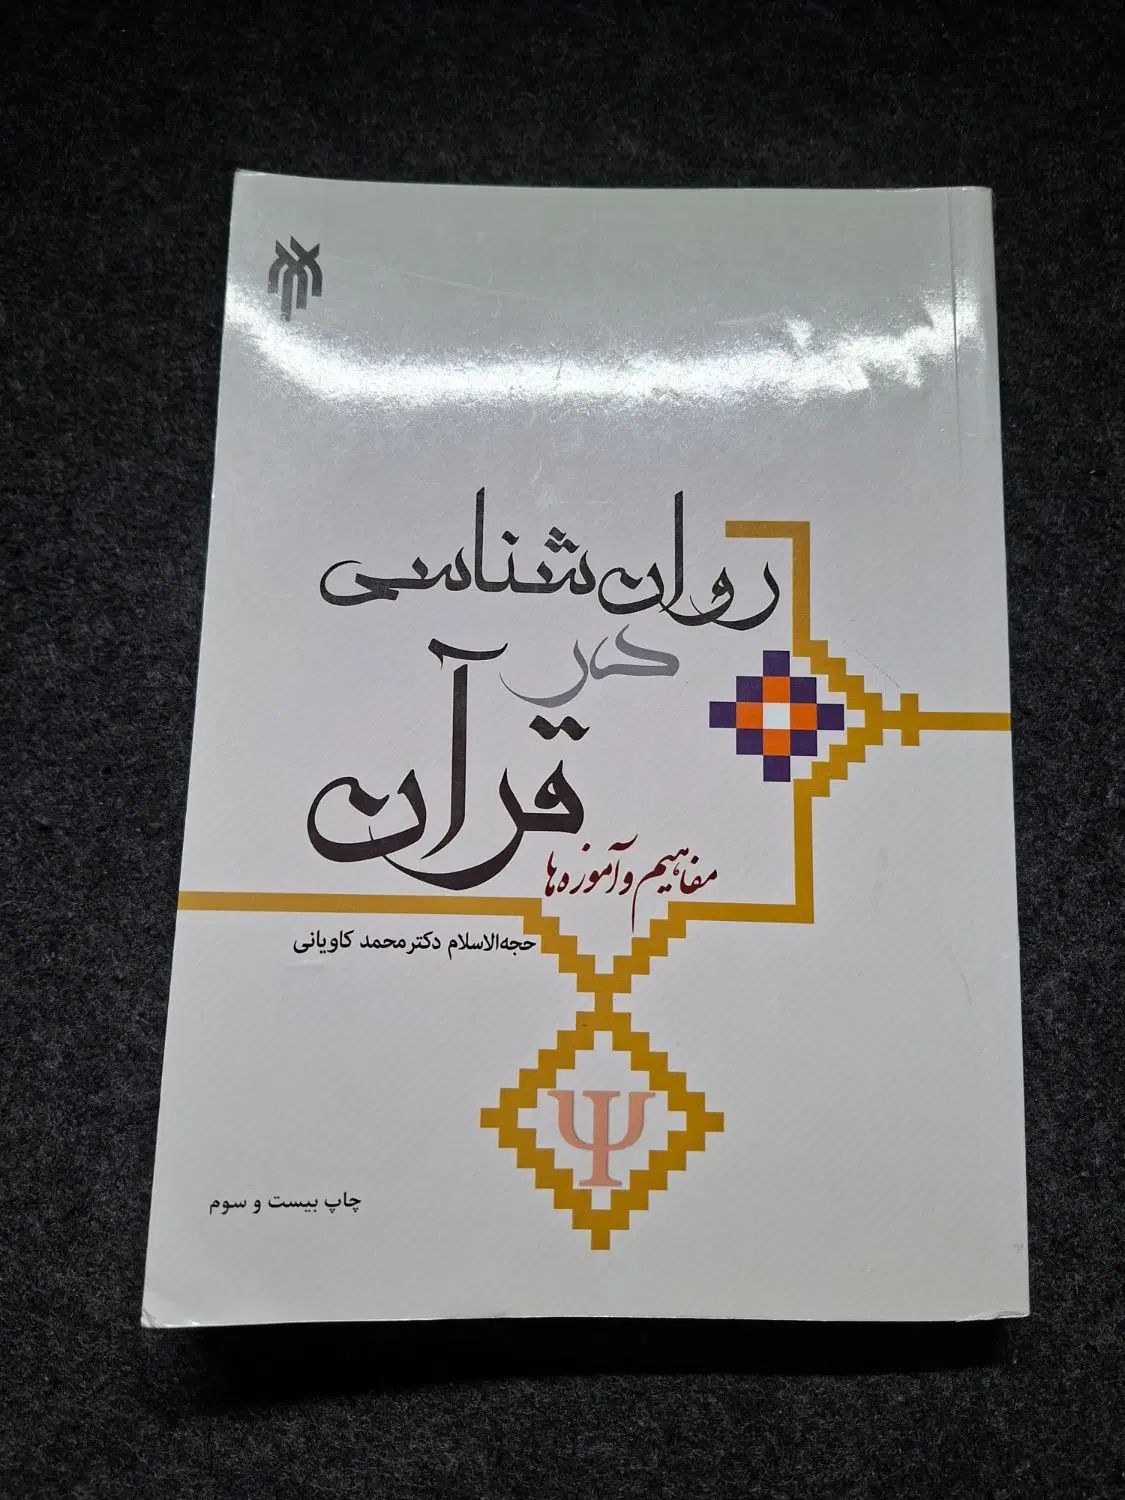 روان‌شناسی
در
قرآن
مفاهیم و آموزه‌ها
حجه‌الاسلام دکتر محمد کاویانی
Ψ
چاپ بیست و سوم